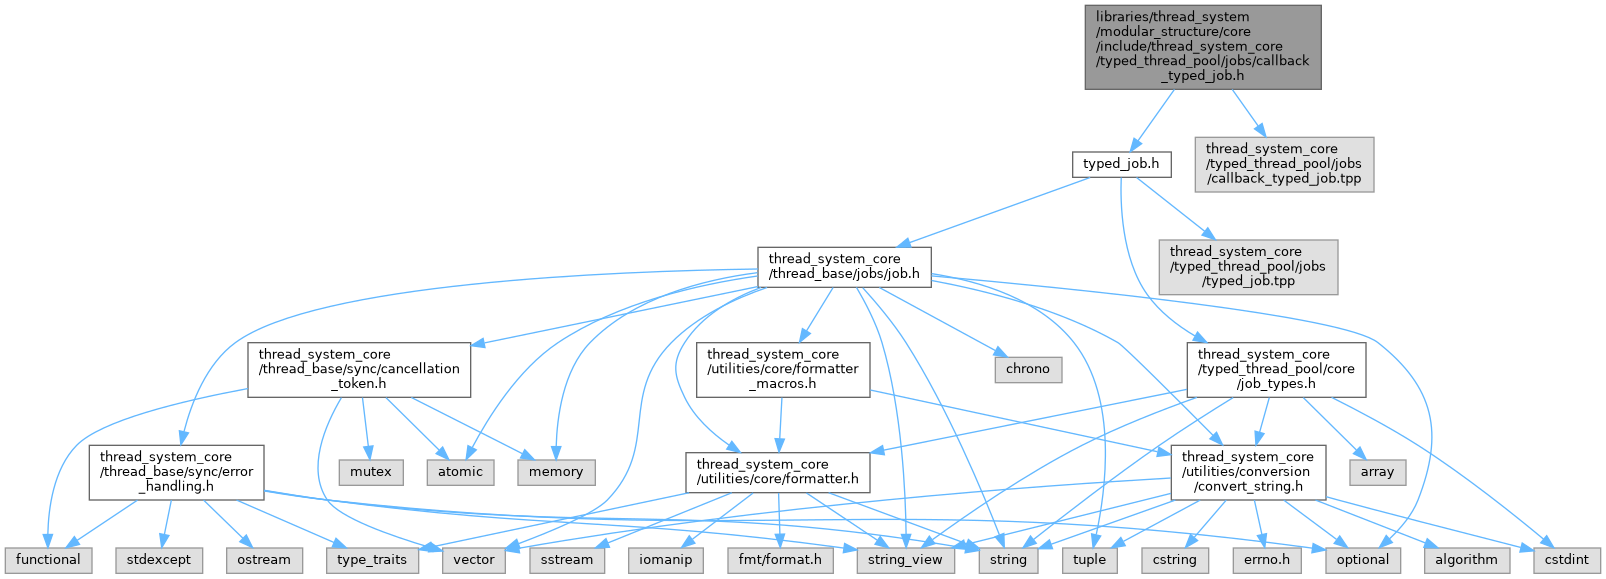 libraries/thread_system
/modular_structure/core
/include/thread_system_core
/typed_thread_pool/jobs/callback
_typed_job.h
typed_job.h
thread_system_core
/typed_thread_pool/jobs
/callback_typed_job.tpp
thread_system_core
/thread_base/jobs/job.h
thread_system_core
/typed_thread_pool/jobs
/typed_job.tpp
thread_system_core
/thread_base/sync/cancellation
_token.h
thread_system_core
/utilities/core/formatter
_macros.h
chrono
thread_system_core
/typed_thread_pool/core
/job_types.h
thread_system_core
/thread_base/sync/error
_handling.h
mutex
atomic
memory
thread_system_core
/utilities/core/formatter.h
thread_system_core
/utilities/conversion
/convert_string.h
array
functional
stdexcept
ostream
type_traits
vector
sstream
iomanip
fmt/format.h
string_view
string
tuple
cstring
errno.h
optional
algorithm
cstdint